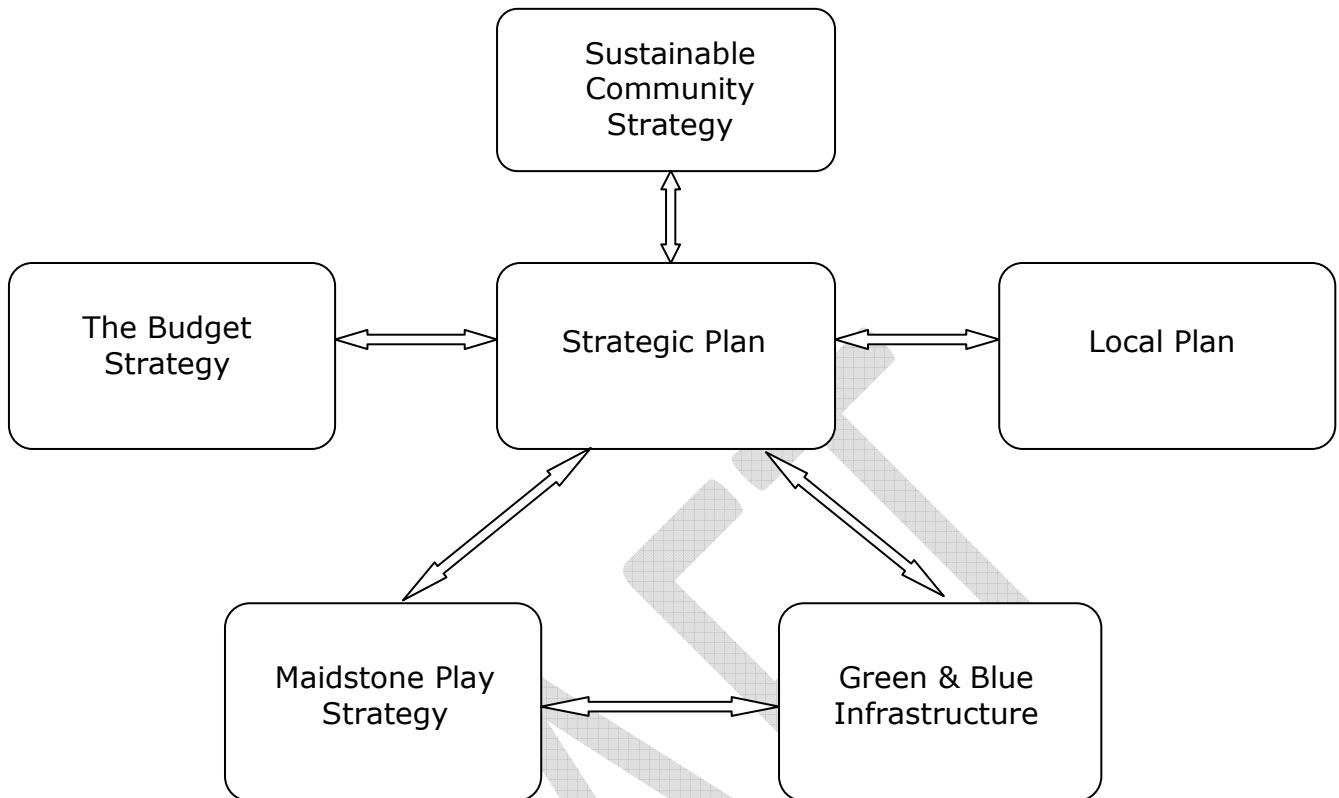 Sustainable
Community
Strategy
The Budget
Strategy
Strategic Plan
Local Plan
Maidstone Play
Strategy
Green & Blue
Infrastructure